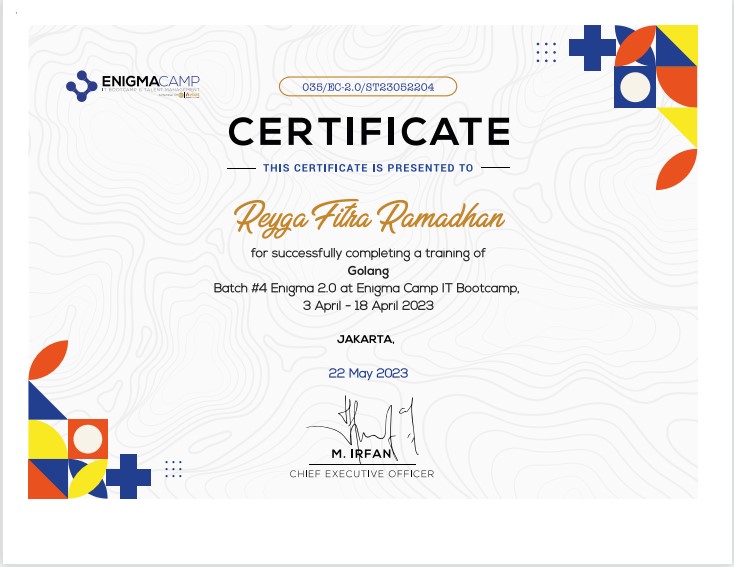 ENIGMACAMP
IT BOOTCAMP & TALENT MANAGEMENT
035/EC-2.0/ST23052204
CERTIFICATE
THIS CERTIFICATE IS PRESENTED TO
Reyga Fitra Ramadhan
for successfully completing a training of
Golang
Batch #4 Enigma 2.0 at Enigma Camp IT Bootcamp,
3 April - 18 April 2023
JAKARTA,
22 May 2023
M. IRFAN
CHIEF EXECUTIVE OFFICER